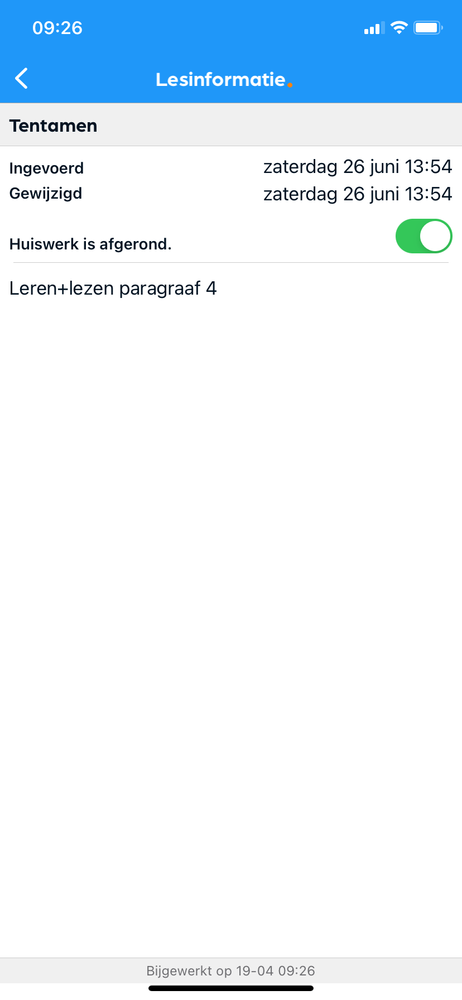 09:26
Lesinformatie.
Tentamen
Ingevoerd zaterdag 26 juni 13:54
Gewijzigd zaterdag 26 juni 13:54
Huiswerk is afgerond.
Leren+lezen paragraaf 4
Bijgewerkt op 19-04 09:26